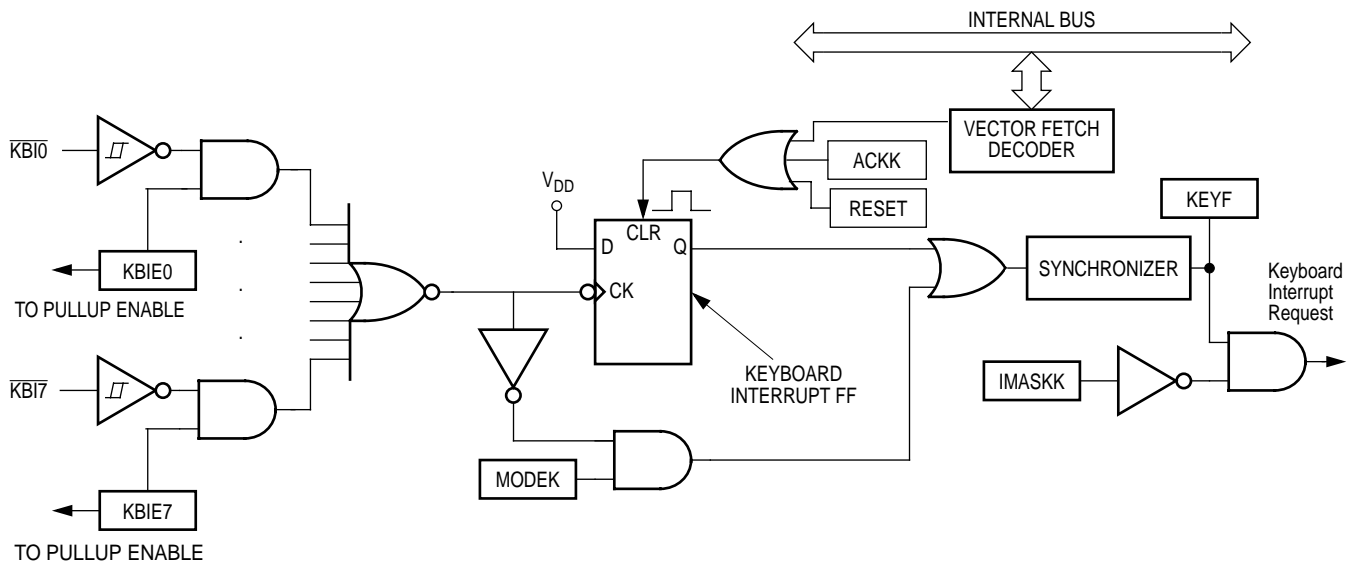 INTERNAL BUS
VECTOR FETCH
DECODER
ACKK
RESET
KBI0
VDD
CLR
D
Q
CK
KBIE0
TO PULLUP ENABLE
KEYF
SYNCHRONIZER
Keyboard
Interrupt
Request
KBI7
KEYBOARD
INTERRUPT FF
IMASKK
MODEK
KBIE7
TO PULLUP ENABLE